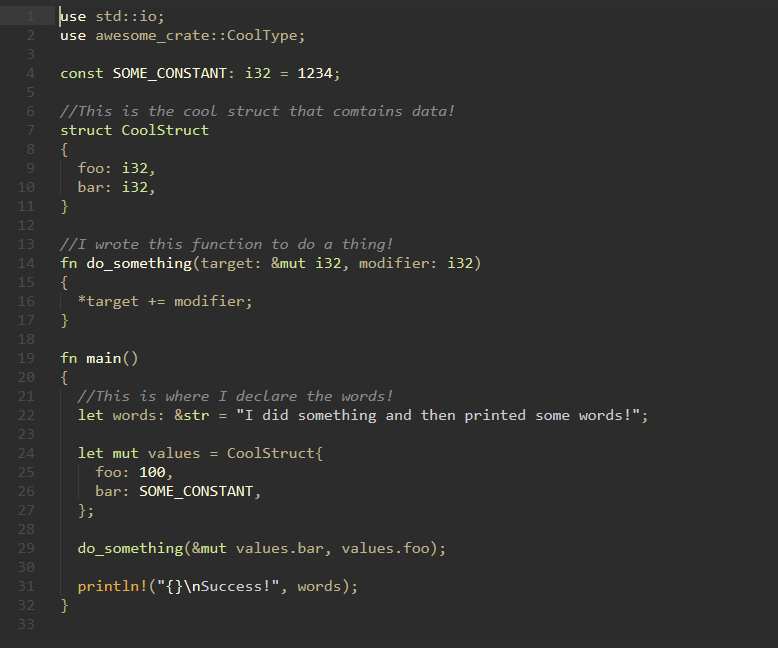 1 use std::io;
2 use awesome_crate::CoolType;
3
4 const SOME_CONSTANT: i32 = 1234;
5
6 //This is the cool struct that comtains data!
7 struct CoolStruct
8 {
9   foo: i32,
10   bar: i32,
11 }
12
13 //I wrote this function to do a thing!
14 fn do_something(target: &mut i32, modifier: i32)
15 {
16   *target += modifier;
17 }
18
19 fn main()
20 {
21   //This is where I declare the words!
22   let words: &str = "I did something and then printed some words!";
23
24   let mut values = CoolStruct{
25     foo: 100,
26     bar: SOME_CONSTANT,
27   };
28
29   do_something(&mut values.bar, values.foo);
30
31   println!("{}\nSuccess!", words);
32 }
33